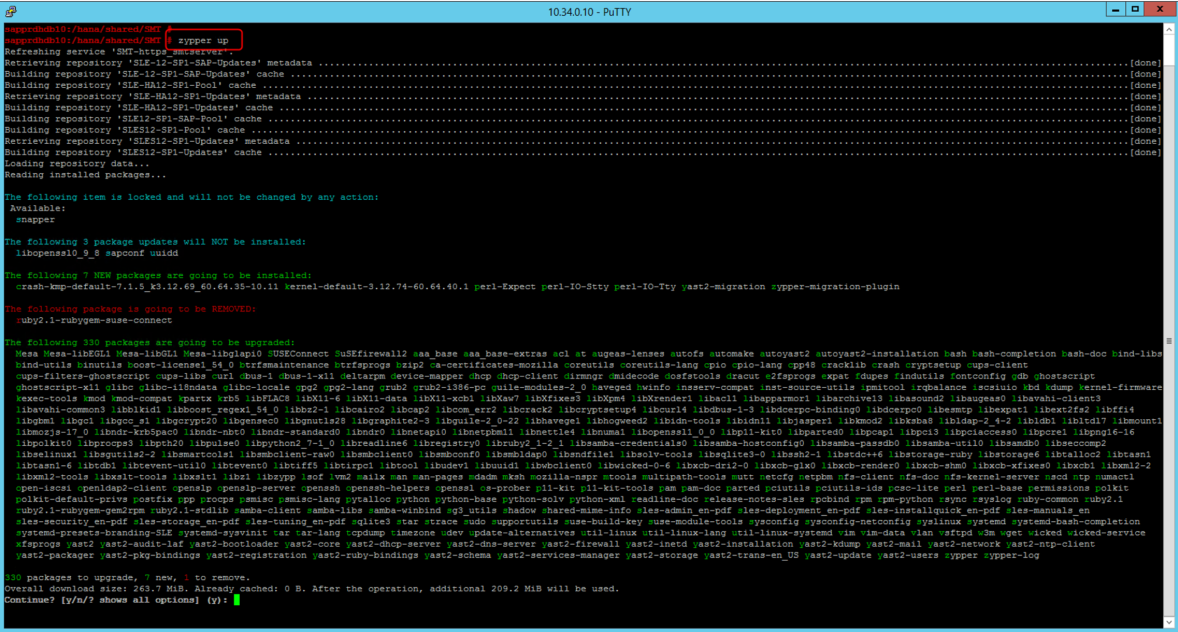 10.34.0.10 - PuTTY
sapprdhdb10:/hana/shared/SMT #
sapprdhdb10:/hana/shared/SMT # zypper up
Refreshing service 'SMT-https_smtserver'.
Retrieving repository 'SLE-12-SP1-SAP-Updates' metadata ...[done]
Building repository 'SLE-12-SP1-SAP-Updates' cache ...[done]
Building repository 'SLE-HA12-SP1-Pool' cache ...[done]
Retrieving repository 'SLE-HA12-SP1-Updates' metadata ...[done]
Building repository 'SLE-HA12-SP1-Updates' cache ...[done]
Building repository 'SLE12-SP1-SAP-Pool' cache ...[done]
Building repository 'SLES12-SP1-Pool' cache ...[done]
Retrieving repository 'SLES12-SP1-Updates' metadata ...[done]
Building repository 'SLES12-SP1-Updates' cache ...[done]
Loading repository data...
Reading installed packages...
The following item is locked and will not be changed by any action:
Available:
snapper
The following 3 package updates will NOT be installed:
libopenssl0_9_8 sapconf uuidd
The following 7 NEW packages are going to be installed:
crash-kmp-default-7.1.5_k3.12.69_60.64.35-10.11 kernel-default-3.12.74-60.64.40.1 perl-Expect perl-IO-Stty perl-IO-Tty yast2-migration zypper-migration-plugin
The following package is going to be REMOVED:
ruby2.1-rubygem-suse-connect
The following 330 packages are going to be upgraded:
Mesa Mesa-libEGL1 Mesa-libGL1 Mesa-libglapi0 SUSEConnect SuSEfirewall2 aaa_base aaa_base-extras acl at augeas-lenses autofs automake autoyast2 autoyast2-installation bash bash-completion bash-doc bind-libs
bind-utils binutils boost-license1_54_0 btrfsmaintenance btrfsprogs bzip2 ca-certificates-mozilla coreutils coreutils-lang cpio cpio-lang cpp48 cracklib crash cryptsetup cups-client
cups-filters-ghostscript cups-libs curl dbus-1 dbus-1-x11 deltarpm device-mapper dhcp dhcp-client dirmngr dmidecode dosfstools dracut e2fsprogs expat fdupes findutils fontconfig gdb ghostscript
ghostscript-x11 glibc glibc-i18ndata glibc-locale gpg2 gpg2-lang grub2 grub2-i386-pc guile-modules-2_0 haveged hwinfo insserv-compat inst-source-utils ipmitool irqbalance iscsiuio kbd kdump kernel-firmware
kexec-tools kmod kmod-compat kpartx krb5 libFLAC8 libX11-6 libX11-data libX11-xcb1 libXaw7 libXfixes3 libXpm4 libXrender1 libacl1 libapparmor1 libarchive13 libasound2 libaugeas0 libavahi-client3
libavahi-common3 libblkid1 libboost_regex1_54_0 libbz2-1 libcairo2 libcap2 libcom_err2 libcrack2 libcryptsetup4 libcurl4 libdbus-1-3 libdcerpc-binding0 libdcerpc0 libesmtp libexpat1 libext2fs2 libffi4
libgbm1 libgc1 libgcc_s1 libgcrypt20 libgensec0 libgnutls28 libgraphite2-3 libguile-2_0-22 libhavege1 libhogweed2 libidn-tools libidn11 libjasper1 libkmod2 libksba8 libldap-2_4-2 libldb1 libltdl7 libmount1
libmozjs-17_0 libndr-krb5pac0 libndr-nbt0 libndr-standard0 libndr0 libnetapi0 libnetpbm11 libnettle4 libnuma1 libopenssl1_0_0 libp11-kit0 libparted0 libpcap1 libpci3 libpciaccess0 libpcre1 libpng16-16
libpolkit0 libprocps3 libpth20 libpulse0 libpython2_7-1_0 libreadline6 libregistry0 libruby2_1-2_1 libsamba-credentials0 libsamba-hostconfig0 libsamba-passdb0 libsamba-util0 libsamdb0 libseccomp2
libselinux1 libsgutils2-2 libsmartcols1 libsmbclient-raw0 libsmbclient0 libsmbconf0 libsmbldap0 libsndfile1 libsolv-tools libsqlite3-0 libssh2-1 libstdc++6 libstorage-ruby libstorage6 libtalloc2 libtasn1
libtasn1-6 libtdb1 libtevent-util0 libtevent0 libtiff5 libtirpc1 libtool libudev1 libuuid1 libwbclient0 libwicked-0-6 libxcb-dri2-0 libxcb-glx0 libxcb-render0 libxcb-shm0 libxcb-xfixes0 libxcb1 libxml2-2
libxml2-tools libxslt-tools libxslt1 libz1 libzypp lsof lvm2 mailx man man-pages mdadm mksh mozilla-nspr mtools multipath-tools mutt netcfg netpbm nfs-client nfs-doc nfs-kernel-server nscd ntp numactl
open-iscsi openldap2-client openslp openslp-server openssh openssh-helpers openssl os-prober p11-kit p11-kit-tools pam pam-doc parted pciutils pciutils-ids pcsc-lite perl perl-base permissions polkit
polkit-default-privs postfix ppp procps psmisc psmisc-lang pytalloc python python-base python-solv python-xml readline-doc release-notes-sles rpcbind rpm rpm-python rsync rsyslog ruby-common ruby2.1
ruby2.1-rubygem-gem2rpm ruby2.1-stdlib samba-client samba-libs samba-winbind sg3_utils shadow shared-mime-info sles-admin_en-pdf sles-deployment_en-pdf sles-installquick_en-pdf sles-manuals_en
sles-security_en-pdf sles-storage_en-pdf sles-tuning_en-pdf sqlite3 star strace sudo supportutils suse-build-key suse-module-tools sysconfig sysconfig-netconfig syslinux systemd systemd-bash-completion
systemd-presets-branding-SLE systemd-sysvinit tar tar-lang tcpdump timezone udev update-alternatives util-linux util-linux-lang util-linux-systemd vim vim-data vlan vsftpd w3m wget wicked wicked-service
xfsprogs yast2 yast2-audit-laf yast2-bootloader yast2-core yast2-dhcp-server yast2-dns-server yast2-firewall yast2-inetd yast2-installation yast2-kdump yast2-mail yast2-network yast2-ntp-client
yast2-packager yast2-pkg-bindings yast2-registration yast2-ruby-bindings yast2-schema yast2-services-manager yast2-storage yast2-trans-en_US yast2-update yast2-users zypper zypper-log
330 packages to upgrade, 7 new, 1 to remove.
Overall download size: 263.7 MiB. Already cached: 0 B. After the operation, additional 209.2 MiB will be used.
Continue? [y/n/? shows all options] (y):